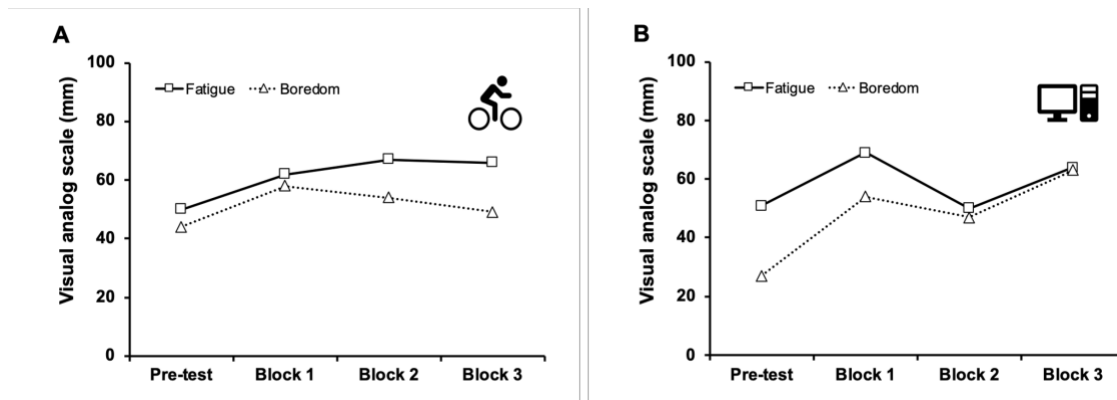 A
Visual analog scale (mm)
100
80
60
40
20
0
Fatigue
Boredom
Pre-test
Block 1
Block 2
Block 3
B
Visual analog scale (mm)
100
80
60
40
20
0
Fatigue
Boredom
Pre-test
Block 1
Block 2
Block 3